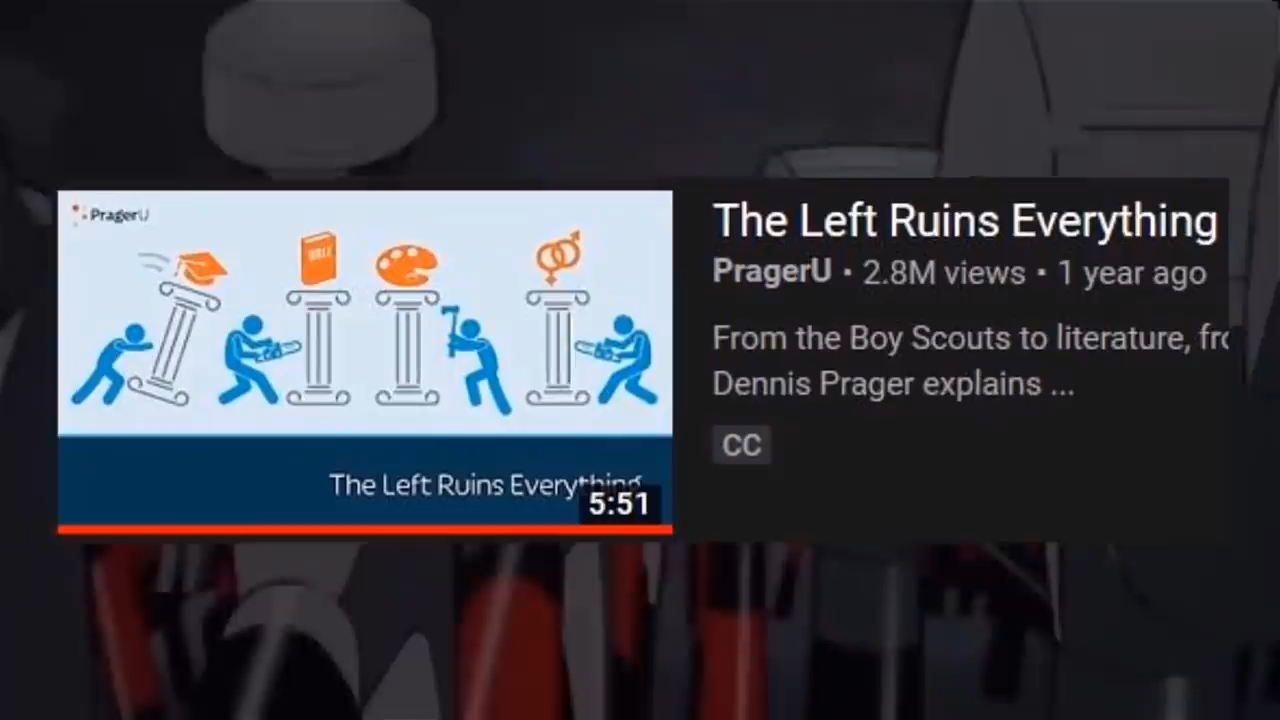 PragerU
BIBLE
The Left Ruins Everything
5:51
The Left Ruins Everything
PragerU • 2.8M views • 1 year ago
From the Boy Scouts to literature,
Dennis Prager explains ...
CC